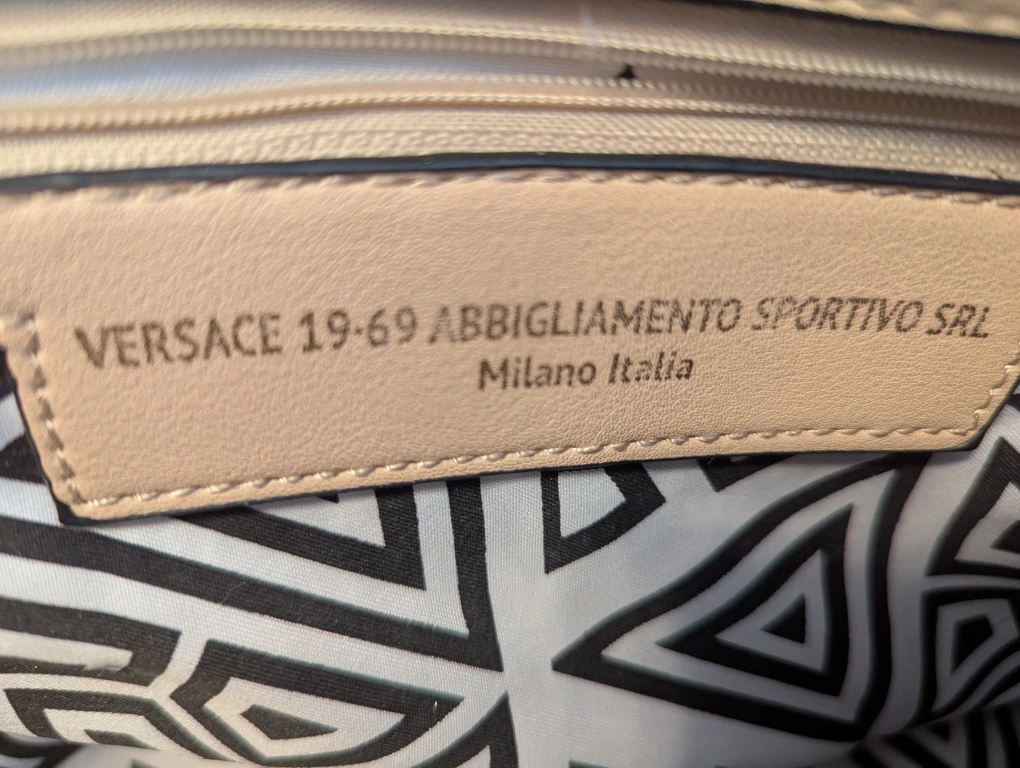 VERSACE 19·69 ABBIGLIAMENTO SPORTIVO SRL
Milano Italia